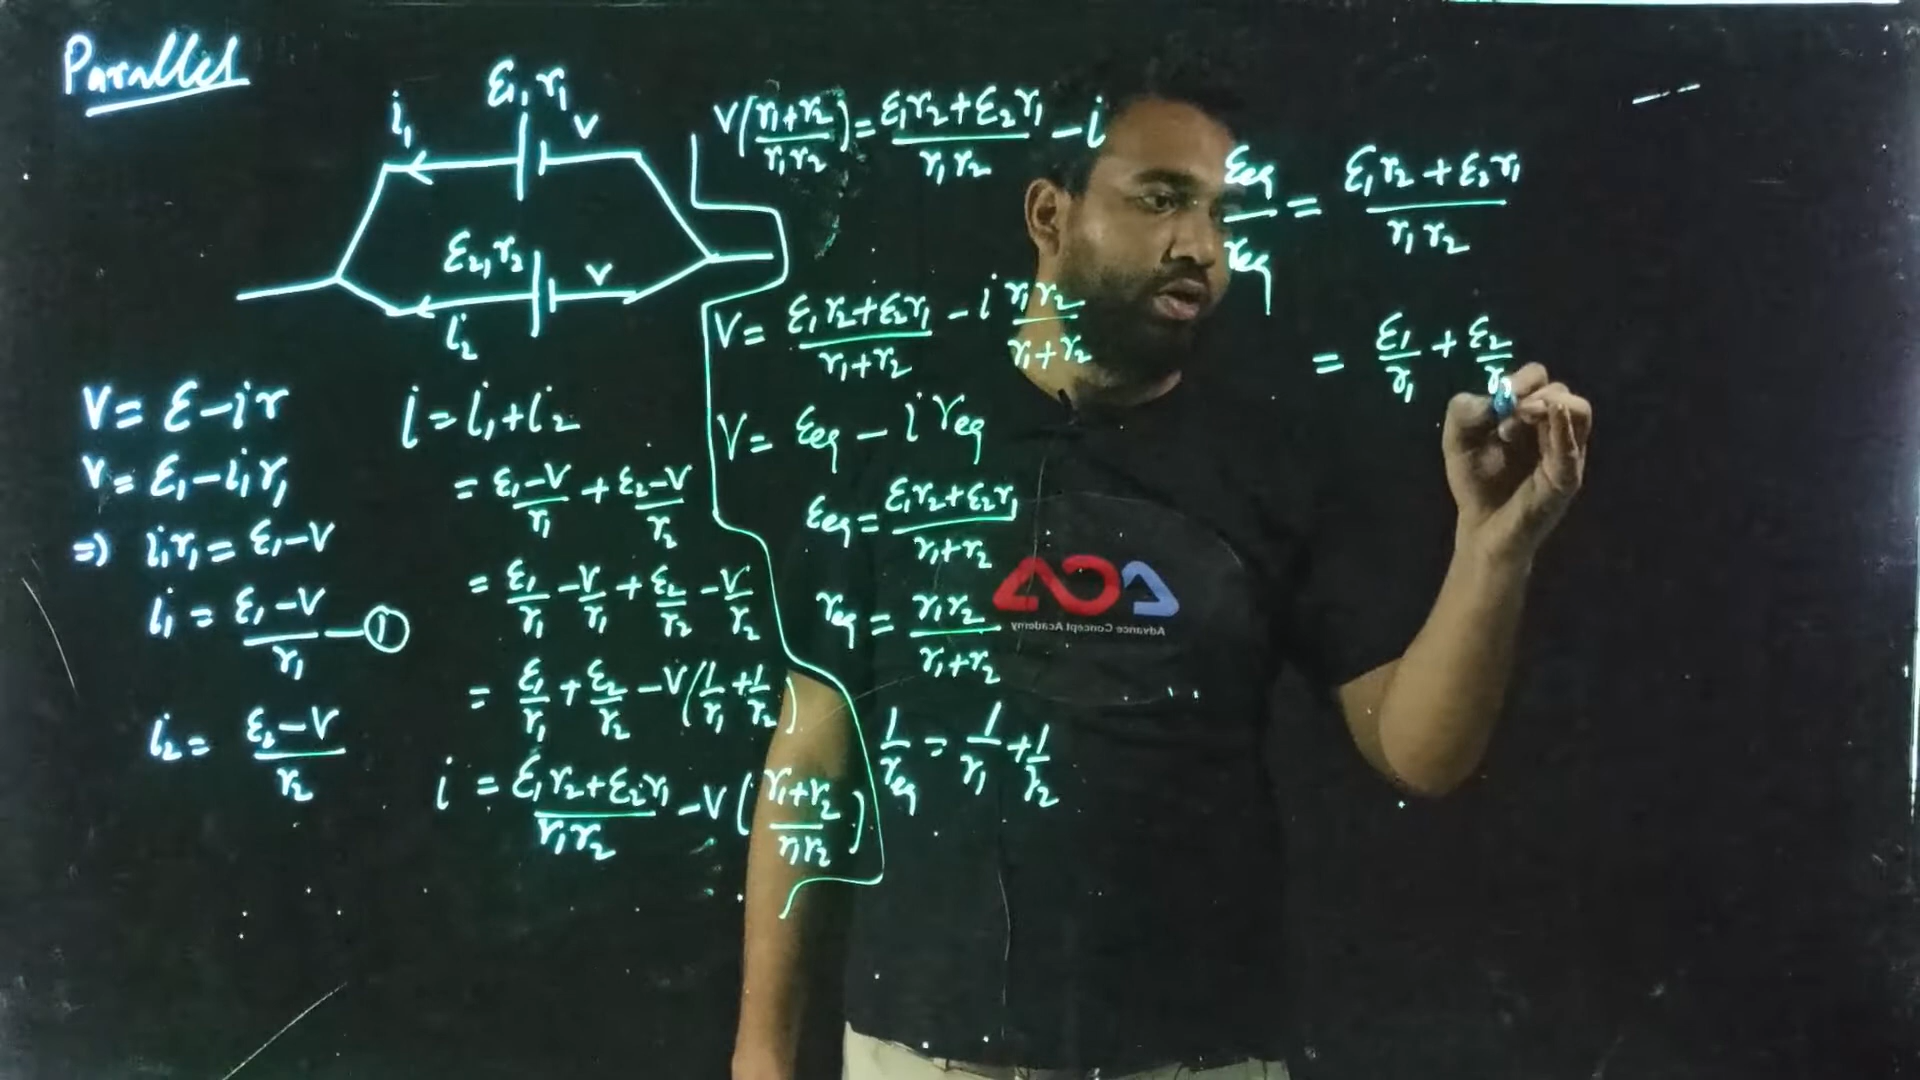 Parallel
ε₁, r₁
i₁
V
ε₂, r₂
V
i₂
V = ε - ir
V = ε₁ - i₁r₁
=) i₁r₁ = ε₁ - V
i₁ = (ε₁ - V)/r₁ — ①
i₂ = (ε₂ - V)/r₂
i = i₁ + i₂
= (ε₁ - V)/r₁ + (ε₂ - V)/r₂
= ε₁/r₁ - V/r₁ + ε₂/r₂ - V/r₂
= ε₁/r₁ + ε₂/r₂ - V(1/r₁ + 1/r₂)
i = (ε₁r₂ + ε₂r₁)/(r₁r₂) - V((r₁ + r₂)/(r₁r₂))
V((r₁ + r₂)/(r₁r₂)) = (ε₁r₂ + ε₂r₁)/(r₁r₂) - i
V = (ε₁r₂ + ε₂r₁)/(r₁ + r₂) - i (r₁r₂)/(r₁ + r₂)
V = εeq - i req
εeq = (ε₁r₂ + ε₂r₁)/(r₁ + r₂)
req = (r₁r₂)/(r₁ + r₂)
1/req = 1/r₁ + 1/r₂
εeq/req = (ε₁r₂ + ε₂r₁)/(r₁r₂)
= ε₁/r₁ + ε₂/r₂
Advance Concept Academy